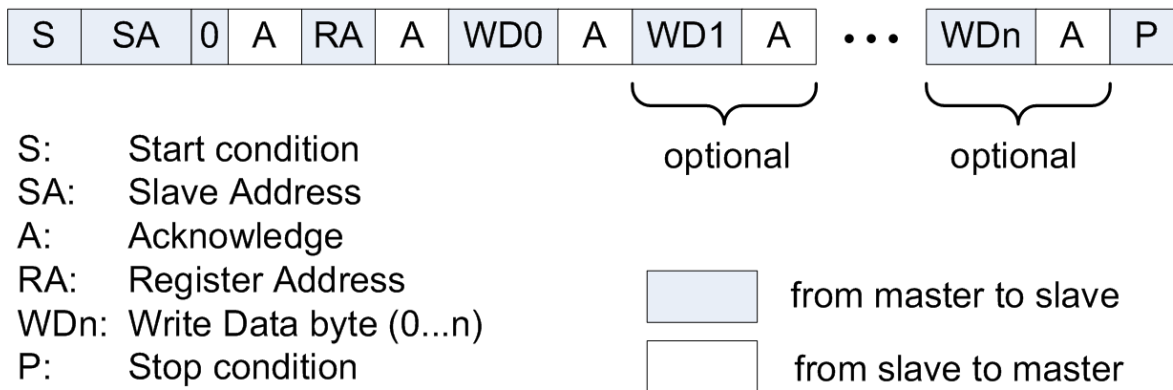 S SA 0 A RA A WD0 A WD1 A ••• WDn A P
optional optional
S: Start condition
SA: Slave Address
A: Acknowledge
RA: Register Address
WDn: Write Data byte (0...n)
P: Stop condition
from master to slave
from slave to master